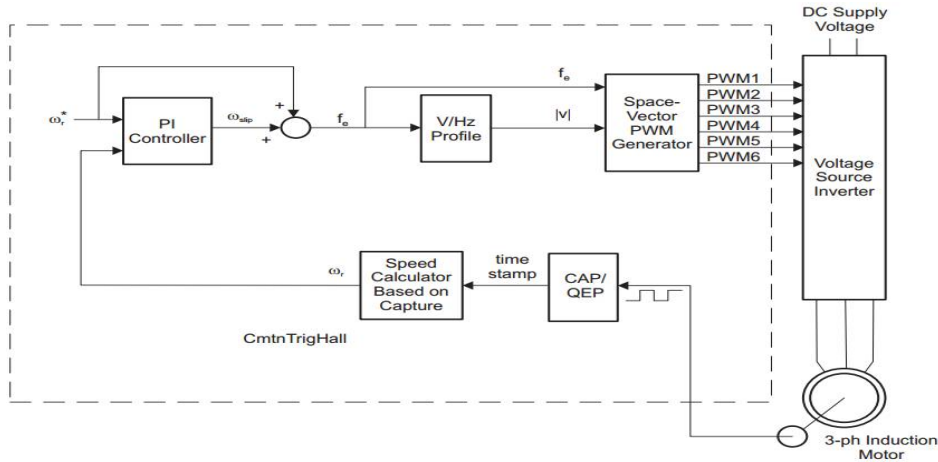 DC Supply
Voltage
ωr*
PI
Controller
ωslip
+
+
fe
V/Hz
Profile
fe
|v|
Space-
Vector
PWM
Generator
PWM1
PWM2
PWM3
PWM4
PWM5
PWM6
Voltage
Source
Inverter
ωr
Speed
Calculator
Based on
Capture
time
stamp
CAP/
QEP
CmtnTrigHall
3-ph Induction
Motor